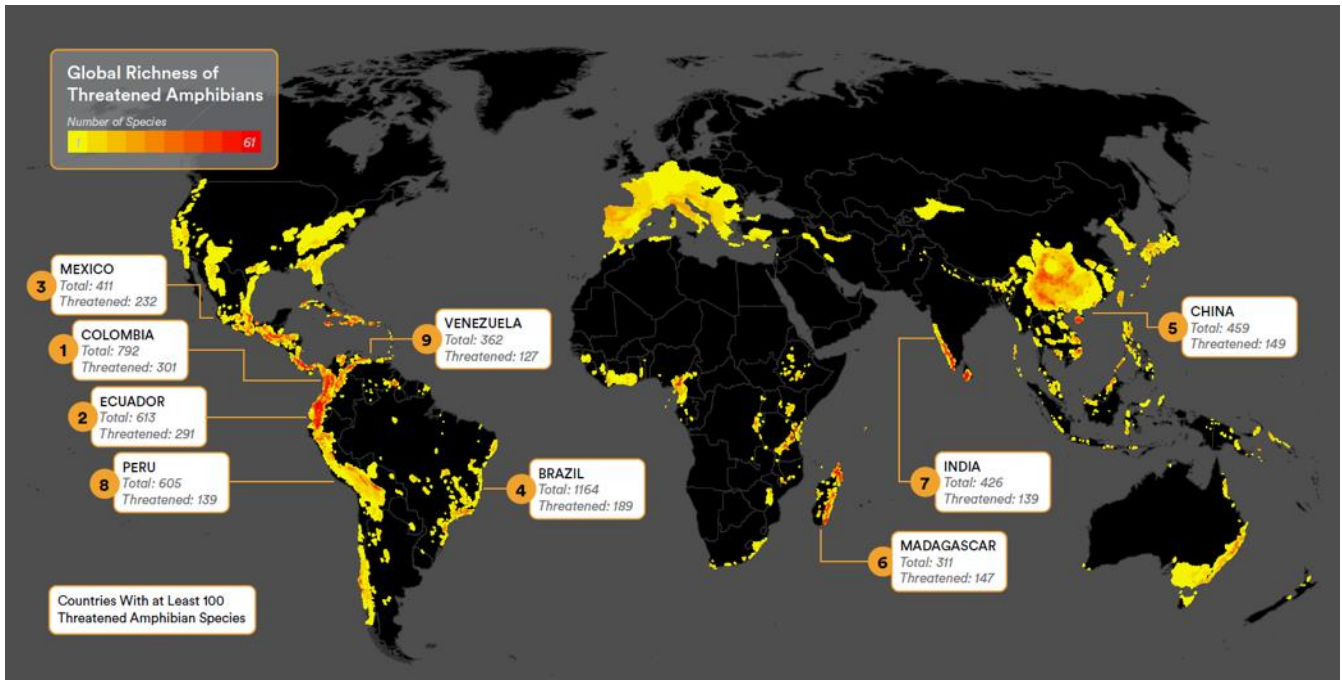 Global Richness of
Threatened Amphibians
Number of Species
1
61
3
MEXICO
Total: 411
Threatened: 232
1
COLOMBIA
Total: 792
Threatened: 301
2
ECUADOR
Total: 613
Threatened: 291
8
PERU
Total: 605
Threatened: 139
9
VENEZUELA
Total: 362
Threatened: 127
4
BRAZIL
Total: 1164
Threatened: 189
5
CHINA
Total: 459
Threatened: 149
7
INDIA
Total: 426
Threatened: 139
6
MADAGASCAR
Total: 311
Threatened: 147
Countries With at Least 100
Threatened Amphibian Species